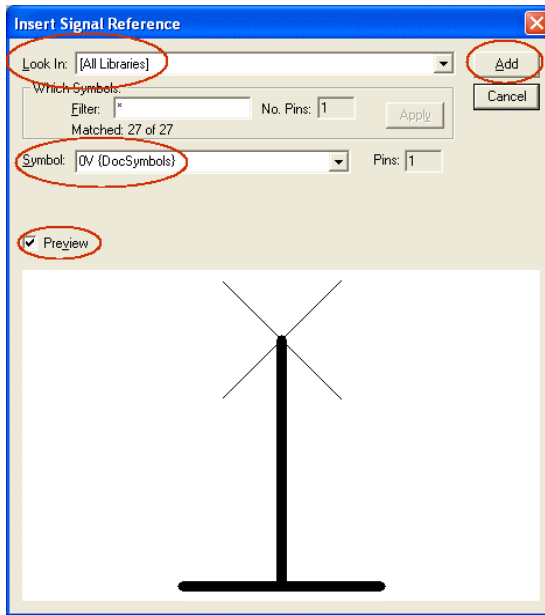 Insert Signal Reference
Look In: [All Libraries] Add
Which Symbols: Cancel
Filter: * No. Pins: 1 Apply
Matched: 27 of 27
Symbol: 0V {DocSymbols} Pins: 1
Preview